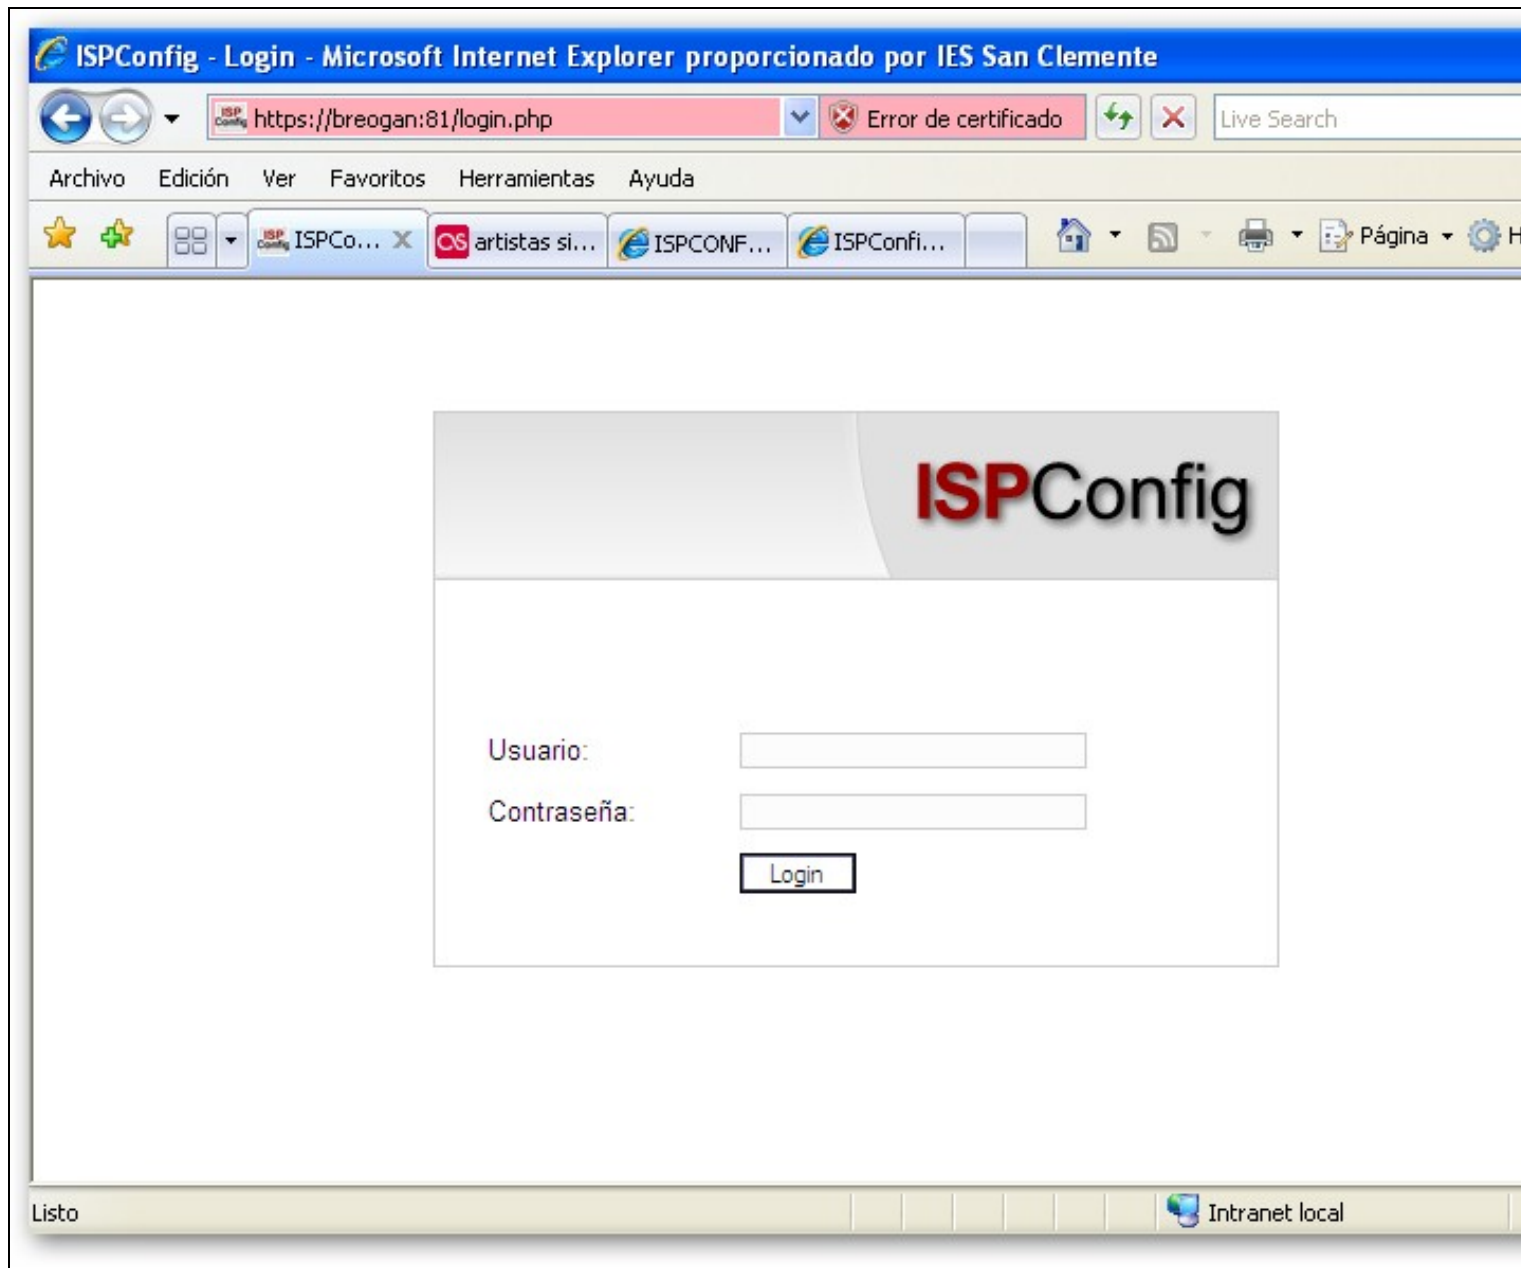 ISPConfig - Login - Microsoft Internet Explorer proporcionado por IES San Clemente
https://breogan:81/login.php Error de certificado Live Search
Archivo Edición Ver Favoritos Herramientas Ayuda
ISPCo... artistas si... ISPCONF... ISPConfi... Página H
ISPConfig
Usuario:
Contraseña:
Login
Listo Intranet local